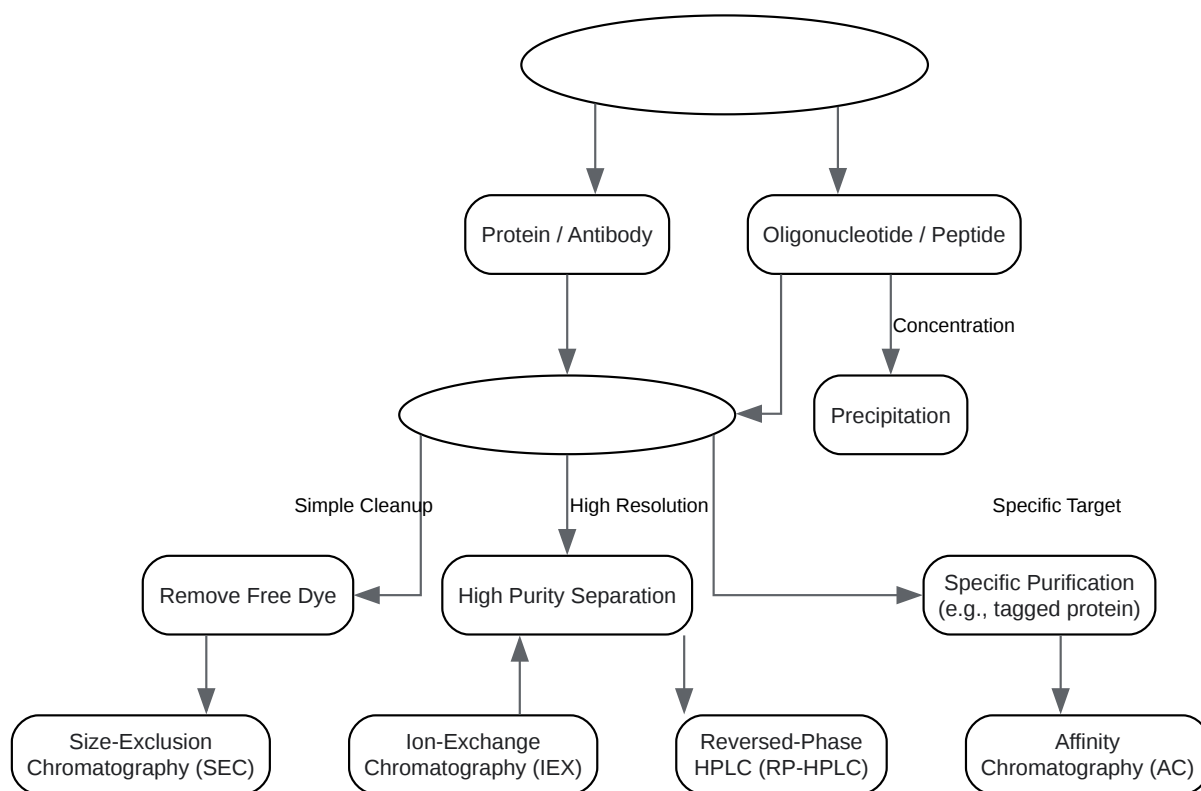 Protein / Antibody
Oligonucleotide / Peptide
Concentration
Precipitation
Simple Cleanup
High Resolution
Specific Target
Remove Free Dye
High Purity Separation
Specific Purification
(e.g., tagged protein)
Size-Exclusion
Chromatography (SEC)
Ion-Exchange
Chromatography (IEX)
Reversed-Phase
HPLC (RP-HPLC)
Affinity
Chromatography (AC)